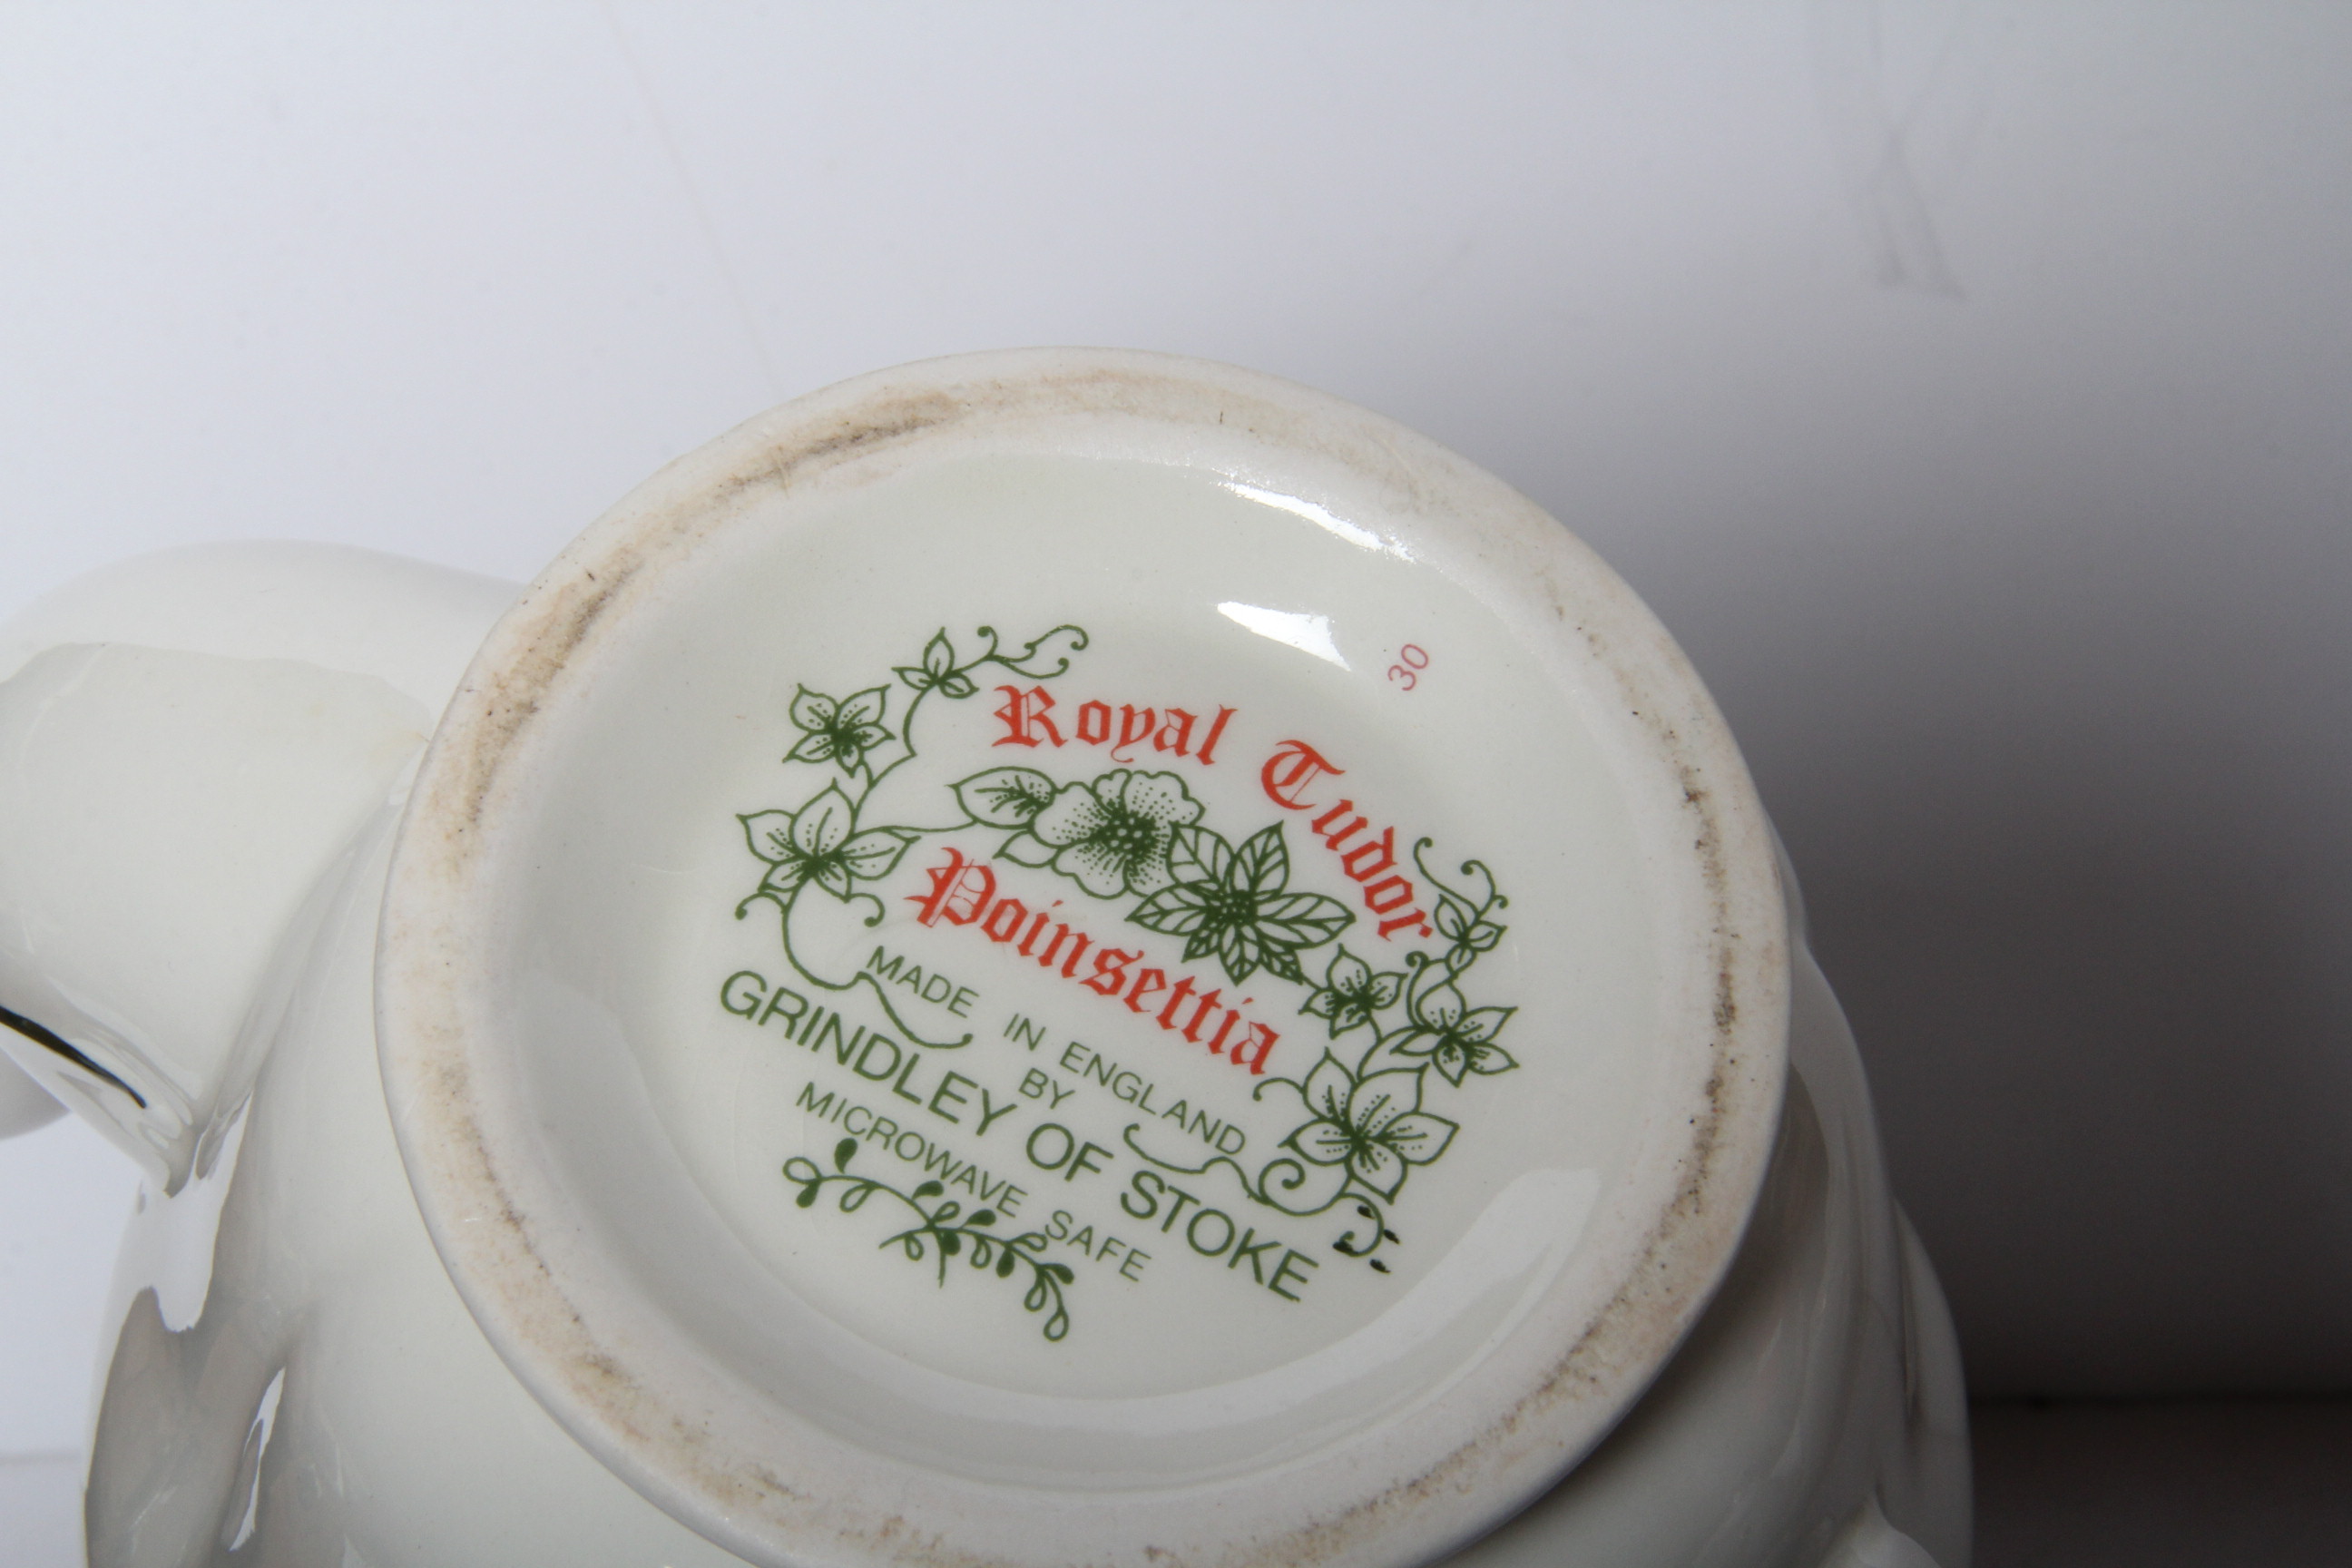 30
Royal Tudor
Poinsettia
MADE IN ENGLAND
BY
GRINDLEY OF STOKE
MICROWAVE SAFE